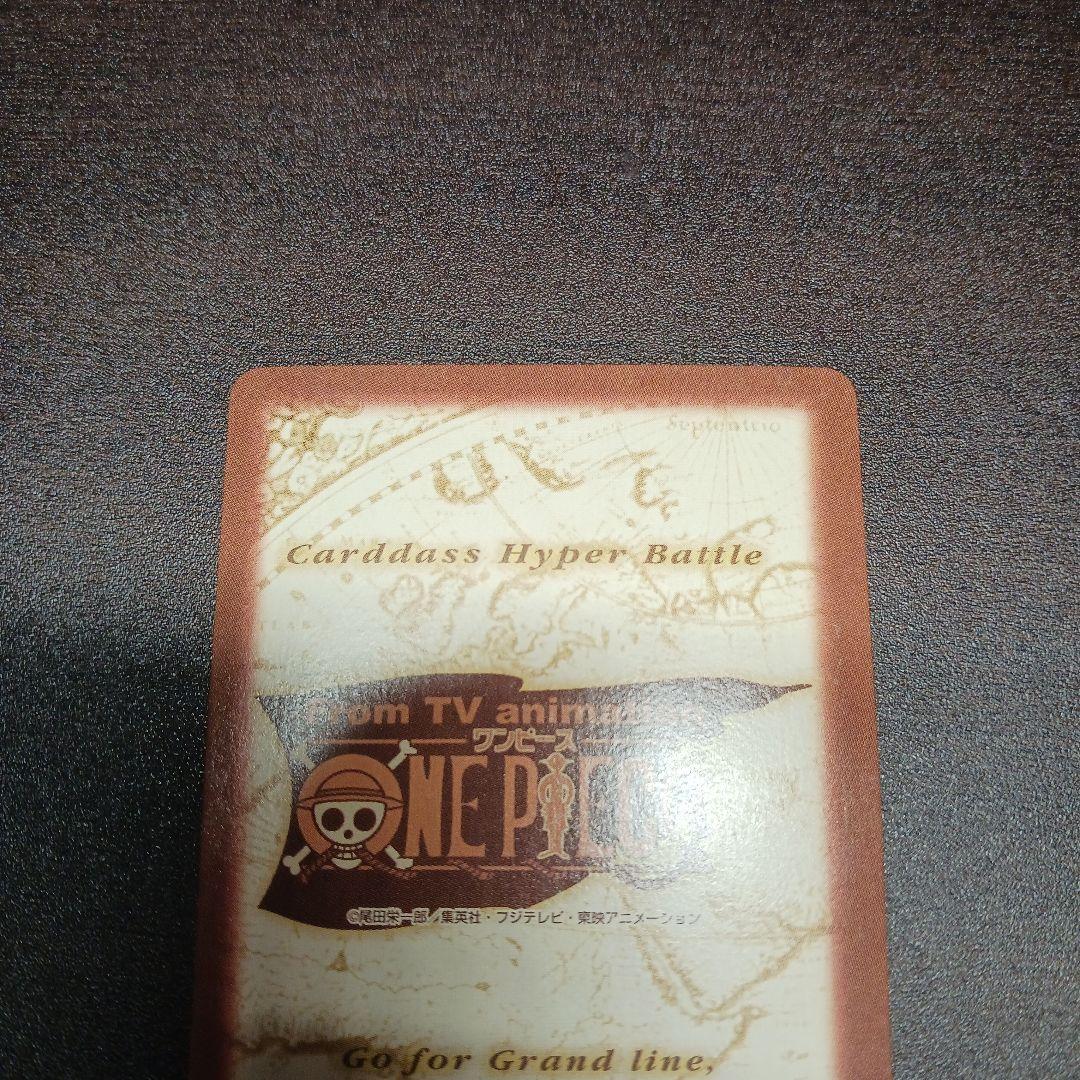 Septentrio
Carddass Hyper Battle
From TV animation
ワンピース
ONE PIECE
©尾田栄一郎／集英社・フジテレビ・東映アニメーション
Go for Grand line,